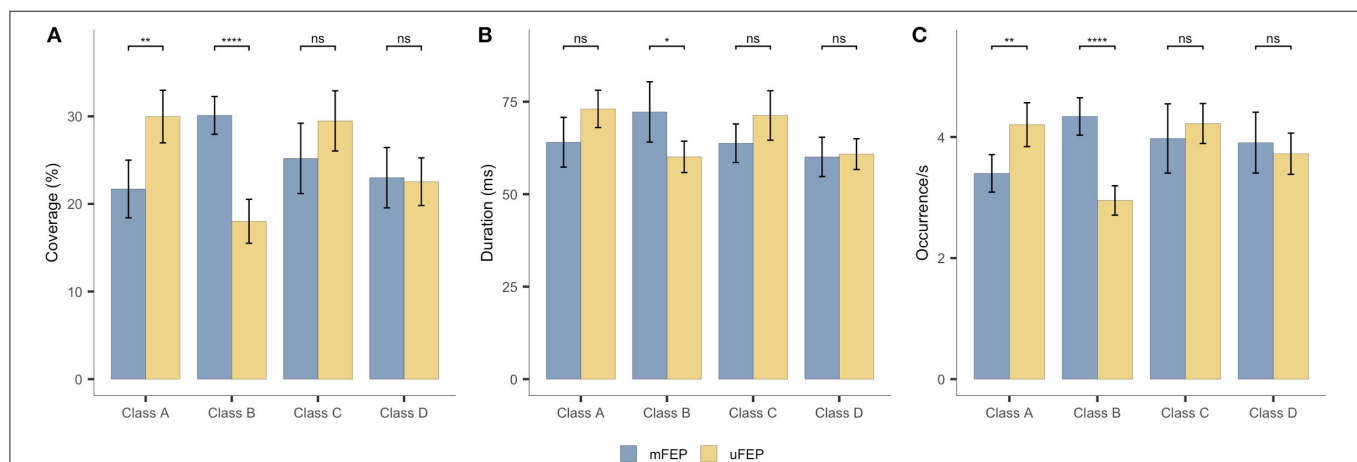 A
** **** ns ns
Coverage (%)
30
20
10
0
Class A Class B Class C Class D
B
ns * ns ns
Duration (ms)
75
50
25
0
Class A Class B Class C Class D
C
** **** ns ns
Occurrence/s
4
2
0
Class A Class B Class C Class D
mFEP uFEP